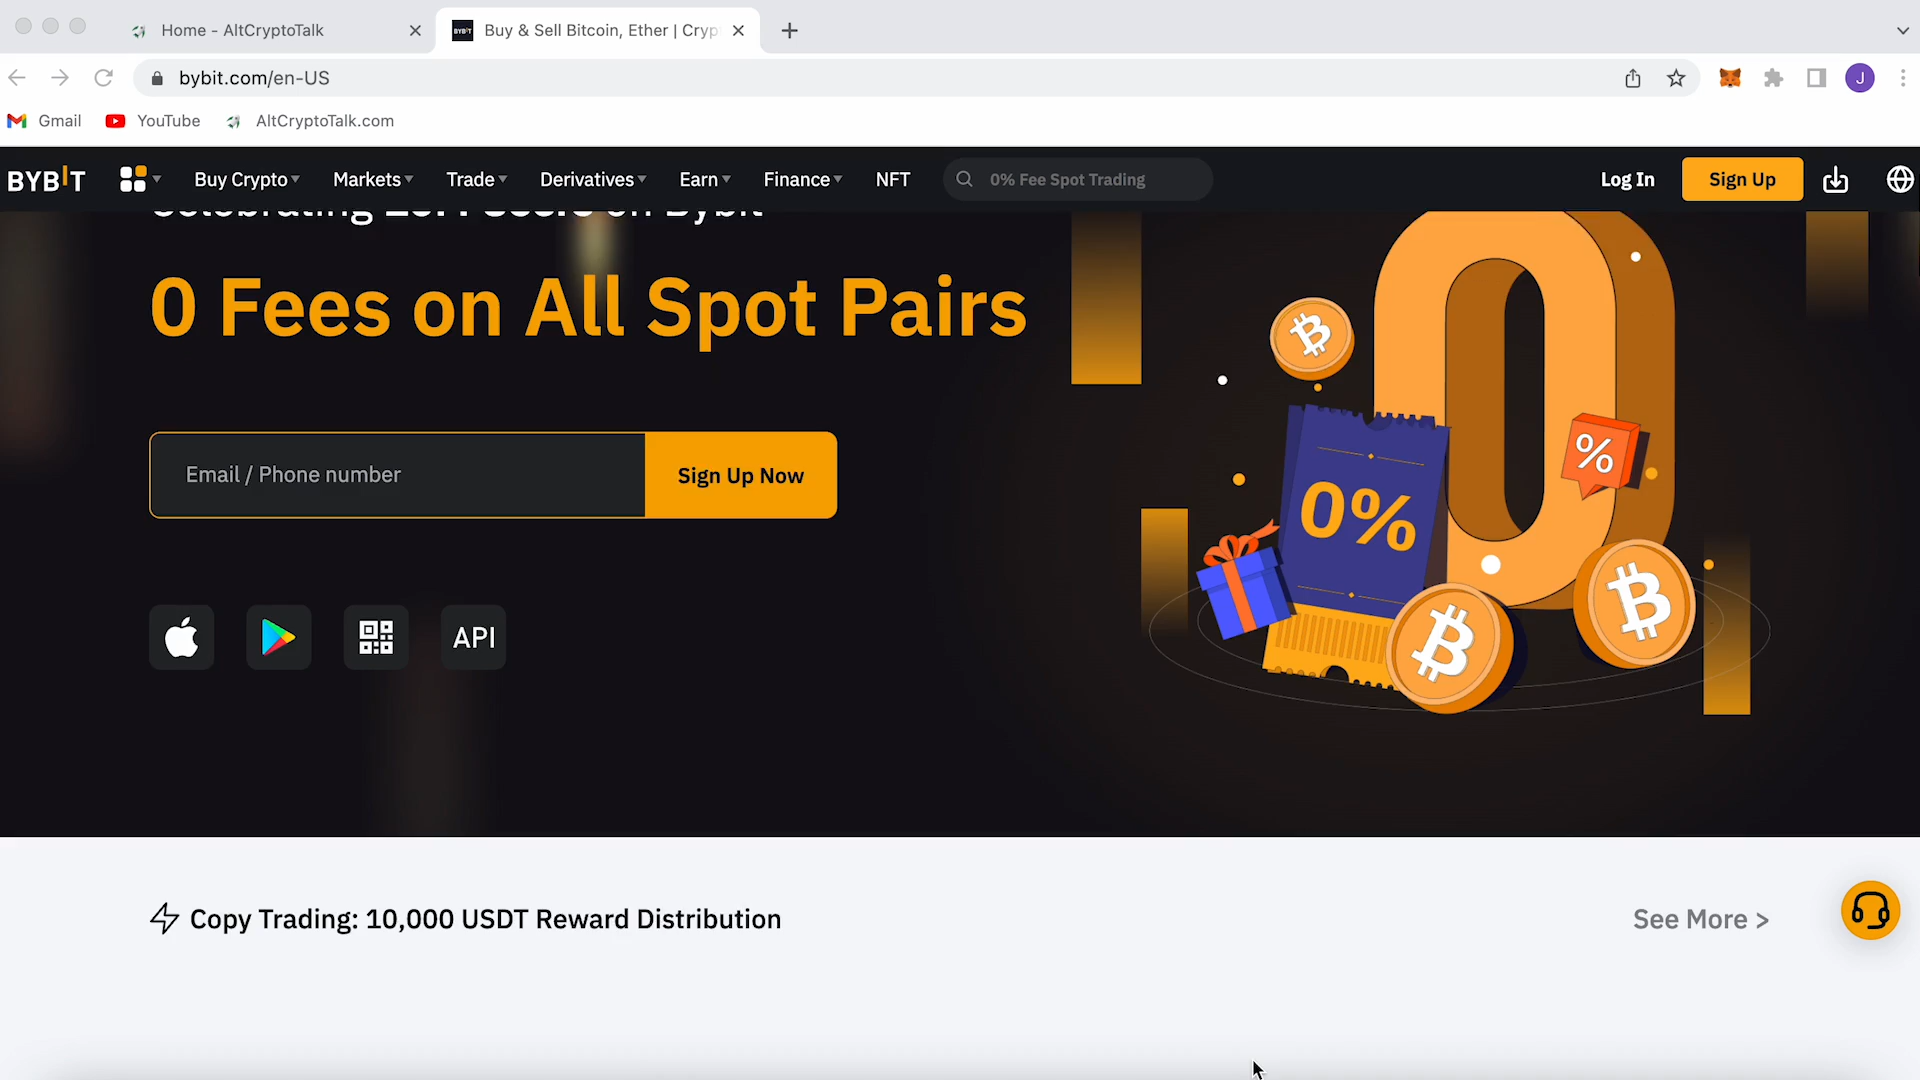 Home - AltCryptoTalk
Buy & Sell Bitcoin, Ether | Cryp
bybit.com/en-US
J
Gmail
YouTube
AltCryptoTalk.com
BYBIT
Buy Crypto
Markets
Trade
Derivatives
Earn
Finance
NFT
0% Fee Spot Trading
Log In
Sign Up
0 Fees on All Spot Pairs
Email / Phone number
Sign Up Now
API
0%
%
Copy Trading: 10,000 USDT Reward Distribution
See More >